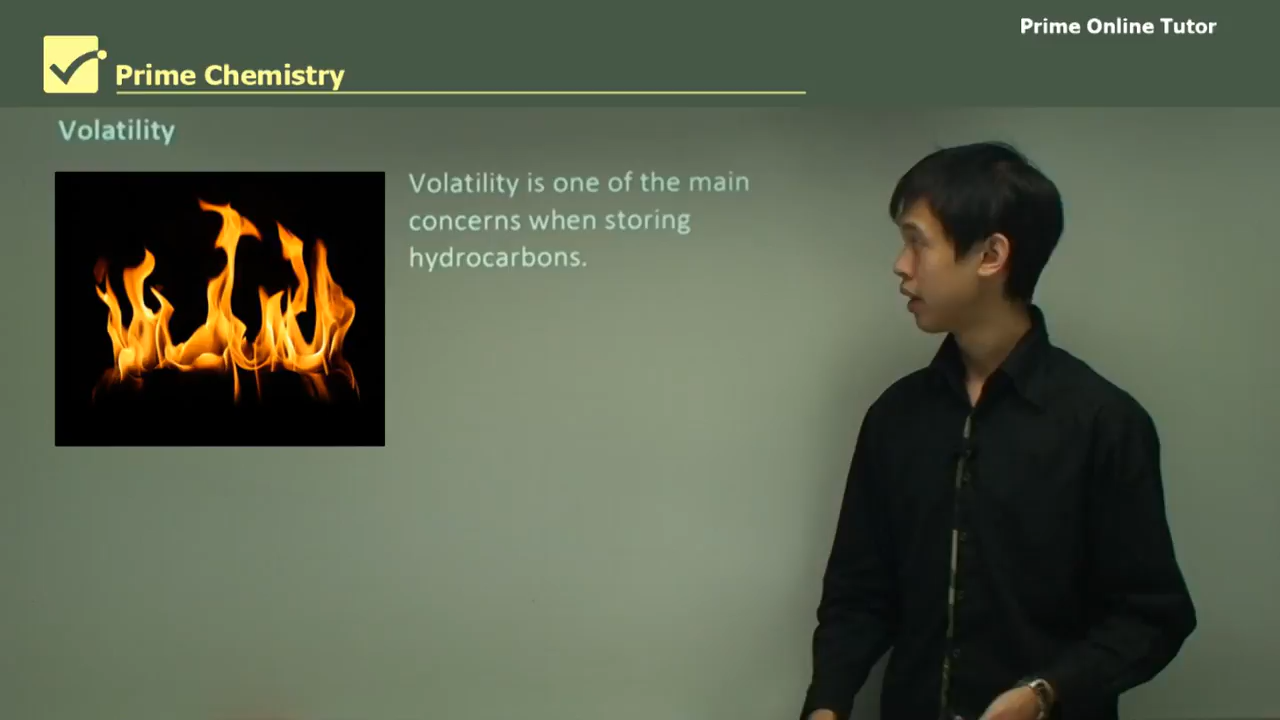 Prime Online Tutor
Prime Chemistry
Volatility
Volatility is one of the main
concerns when storing
hydrocarbons.